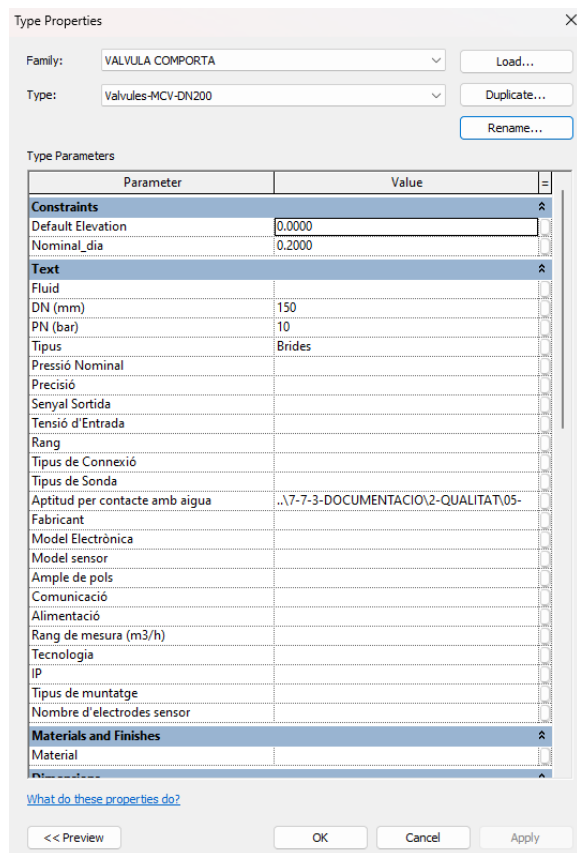 Type Properties
Family: VALVULA COMPORTA Load...
Type: Valvules-MCV-DN200 Duplicate...
Rename...
Type Parameters
Parameter Value =
Constraints
Default Elevation 0.0000
Nominal_dia 0.2000
Text
Fluid
DN (mm) 150
PN (bar) 10
Tipus Brides
Pressió Nominal
Precisió
Senyal Sortida
Tensió d'Entrada
Rang
Tipus de Connexió
Tipus de Sonda
Aptitud per contacte amb aigua ..\7-7-3-DOCUMENTACIO\2-QUALITAT\05-
Fabricant
Model Electrònica
Model sensor
Ample de pols
Comunicació
Alimentació
Rang de mesura (m3/h)
Tecnologia
IP
Tipus de muntatge
Nombre d'electrodes sensor
Materials and Finishes
Material
Dimensions
What do these properties do?
<< Preview OK Cancel Apply